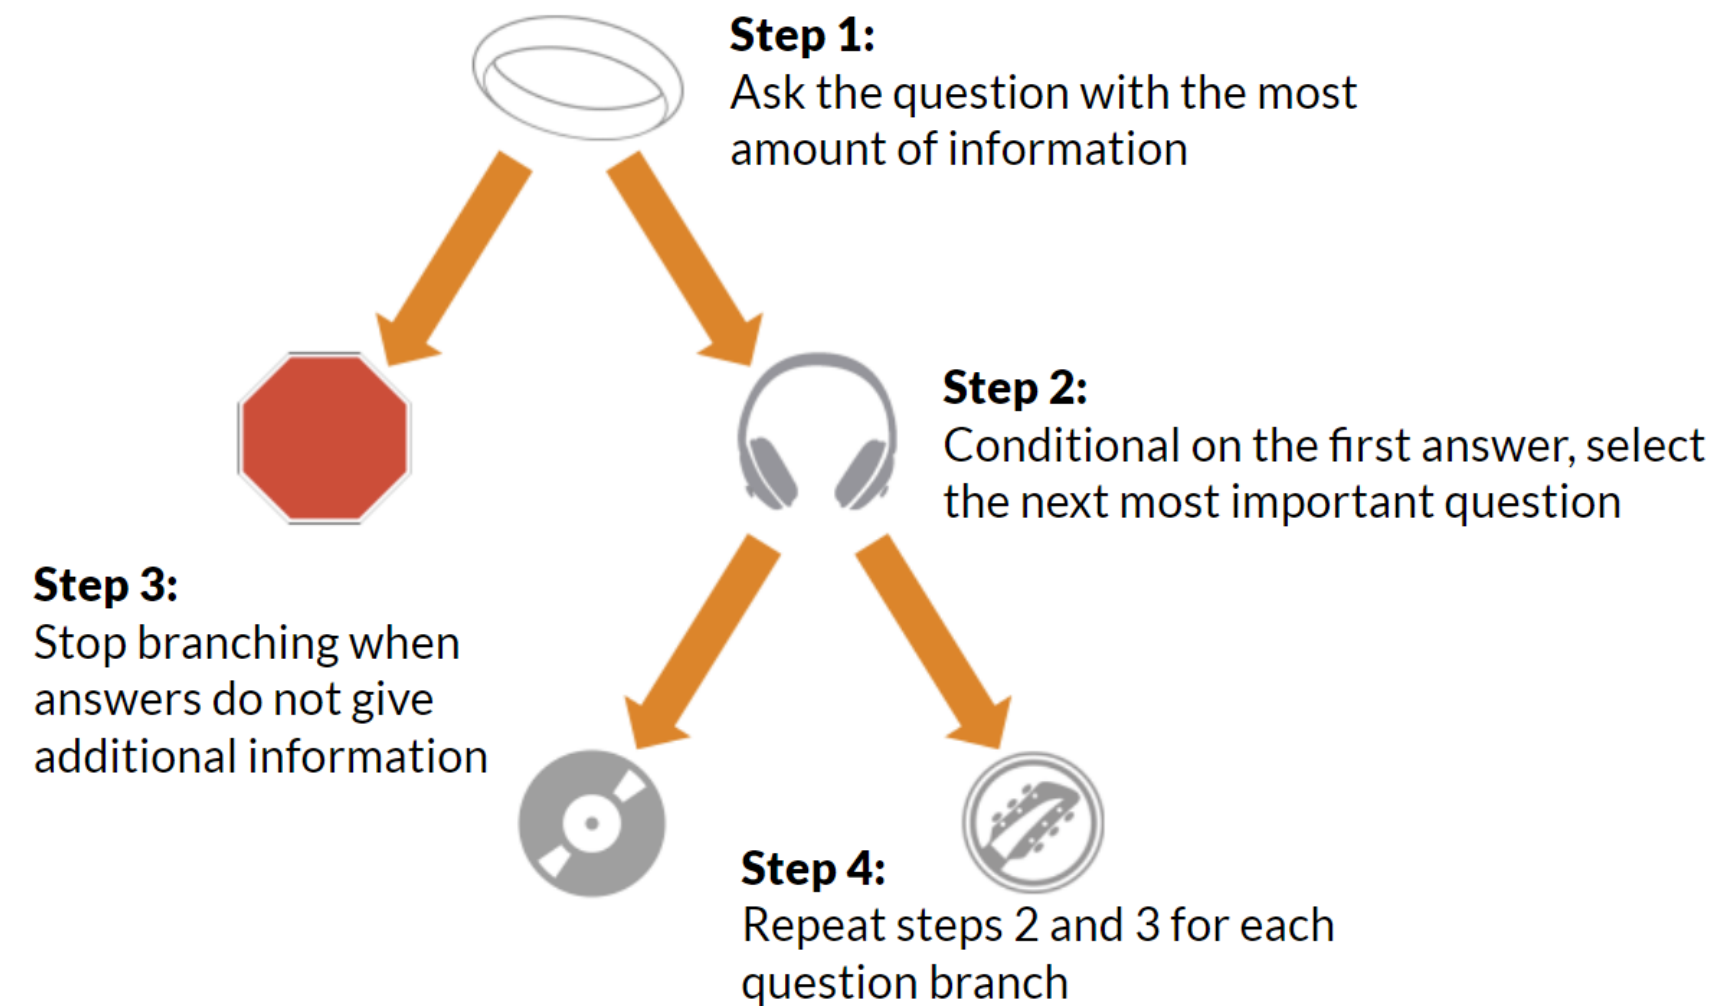 Step 1:
Ask the question with the most
amount of information
Step 2:
Conditional on the first answer, select
the next most important question
Step 3:
Stop branching when
answers do not give
additional information
Step 4:
Repeat steps 2 and 3 for each
question branch